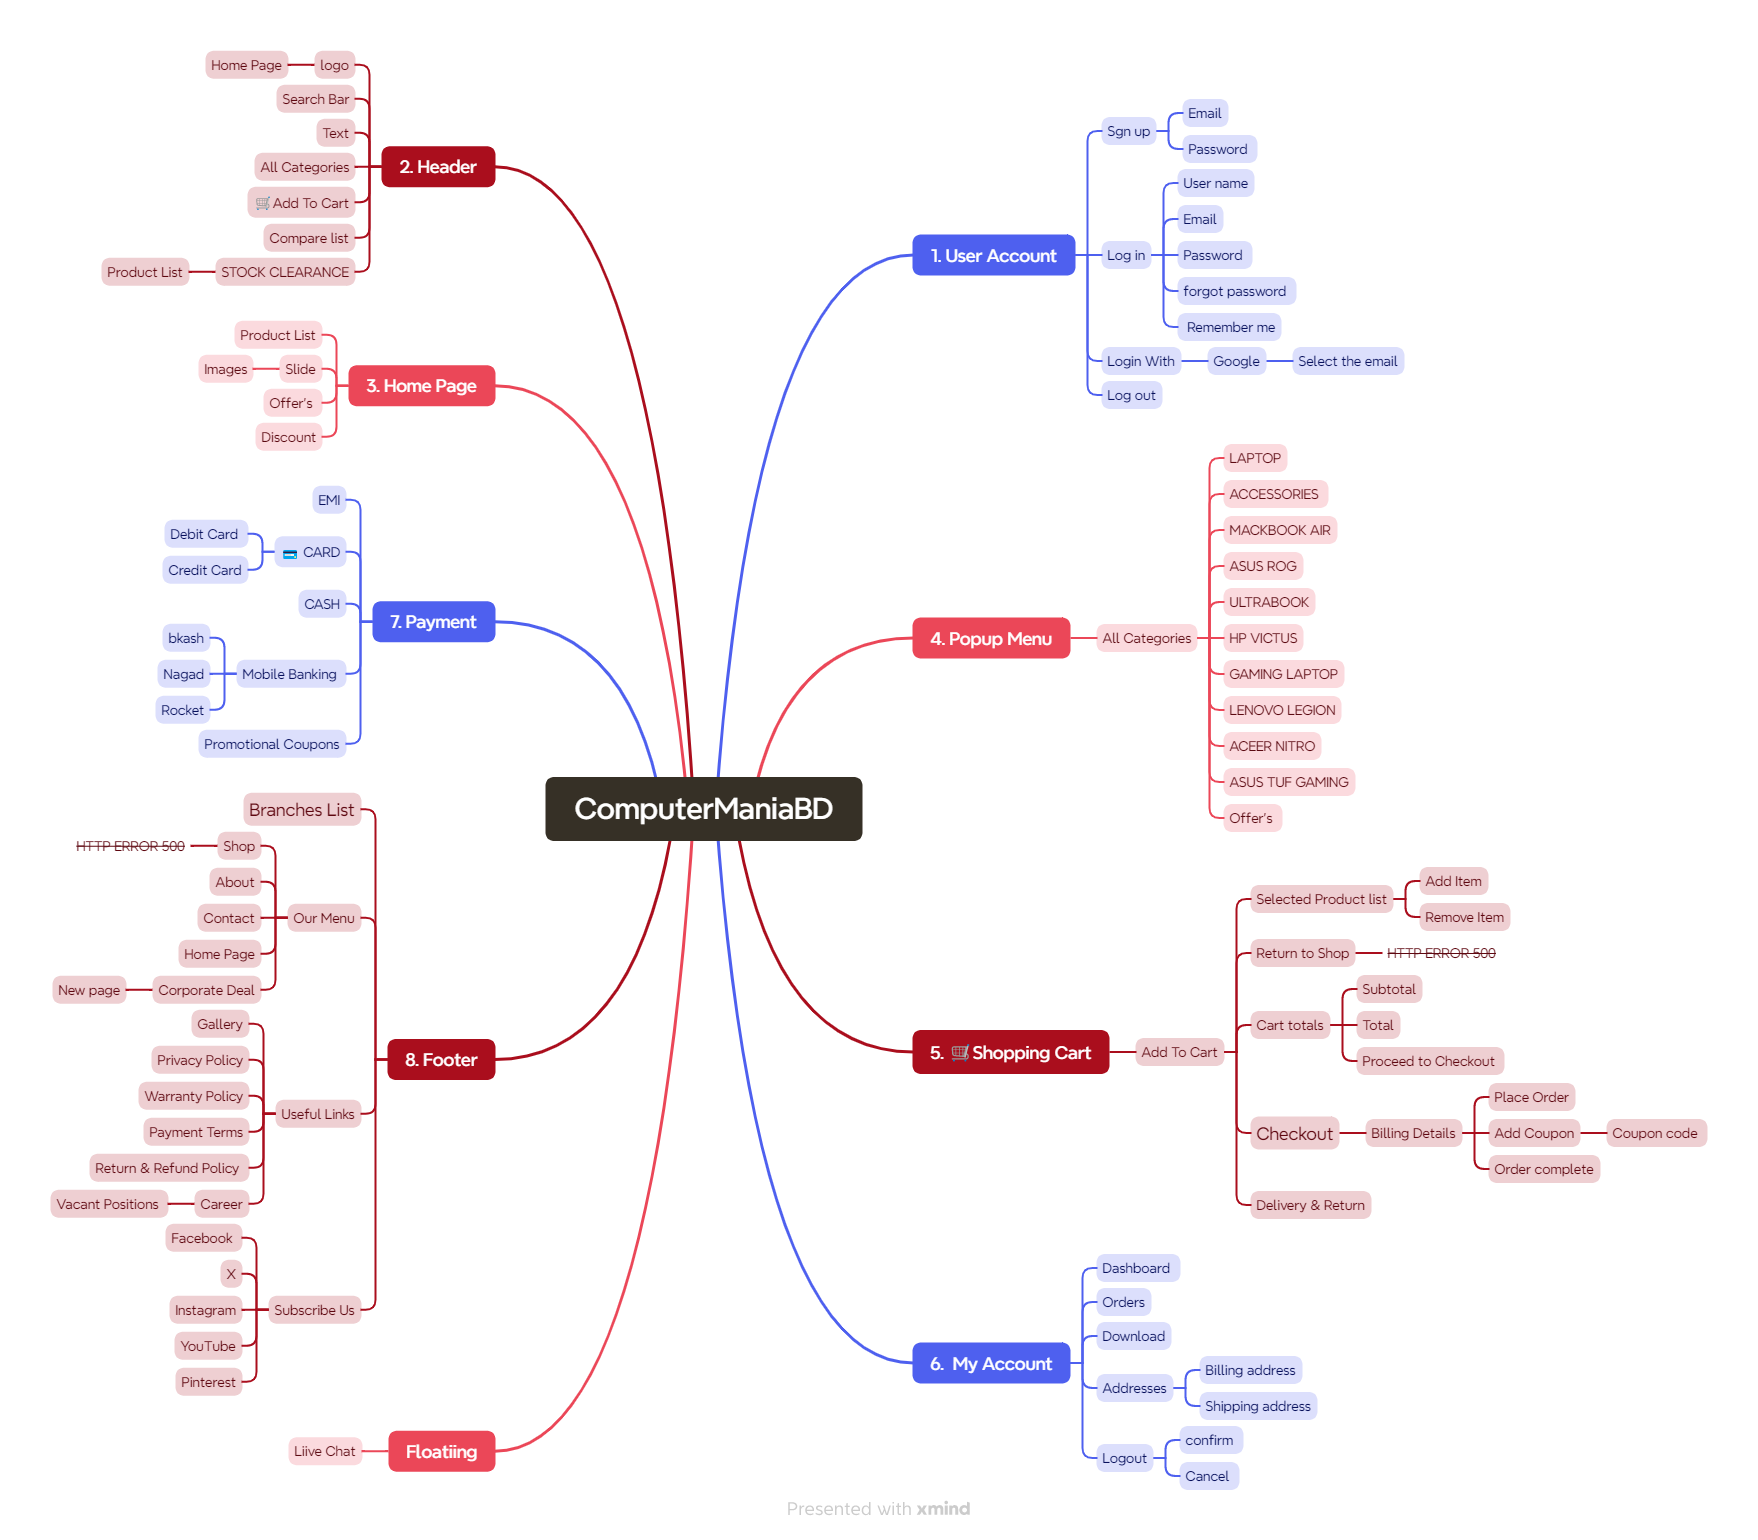 ComputerManiaBD
1. User Account
Sgn up
Email
Password
Log in
User name
Email
Password
forgot password
Remember me
Login With
Google
Select the email
Log out
2. Header
logo
Home Page
Search Bar
Text
All Categories
🛒Add To Cart
Compare list
STOCK CLEARANCE
Product List
3. Home Page
Product List
Slide
Images
Offer's
Discount
4. Popup Menu
All Categories
LAPTOP
ACCESSORIES
MACKBOOK AIR
ASUS ROG
ULTRABOOK
HP VICTUS
GAMING LAPTOP
LENOVO LEGION
ACEER NITRO
ASUS TUF GAMING
Offer's
5. 🛒Shopping Cart
Add To Cart
Selected Product list
Add Item
Remove Item
Return to Shop
HTTP ERROR 500
Cart totals
Subtotal
Total
Proceed to Checkout
Checkout
Billing Details
Place Order
Add Coupon
Coupon code
Order complete
Delivery & Return
6. My Account
Dashboard
Orders
Download
Addresses
Billing address
Shipping address
Logout
confirm
Cancel
7. Payment
EMI
💳 CARD
Debit Card
Credit Card
CASH
Mobile Banking
bkash
Nagad
Rocket
Promotional Coupons
8. Footer
Branches List
Our Menu
Shop
HTTP ERROR 500
About
Contact
Home Page
Corporate Deal
New page
Useful Links
Gallery
Privacy Policy
Warranty Policy
Payment Terms
Return & Refund Policy
Career
Vacant Positions
Subscribe Us
Facebook
X
Instagram
YouTube
Pinterest
Floatiing
Liive Chat
Presented with xmind